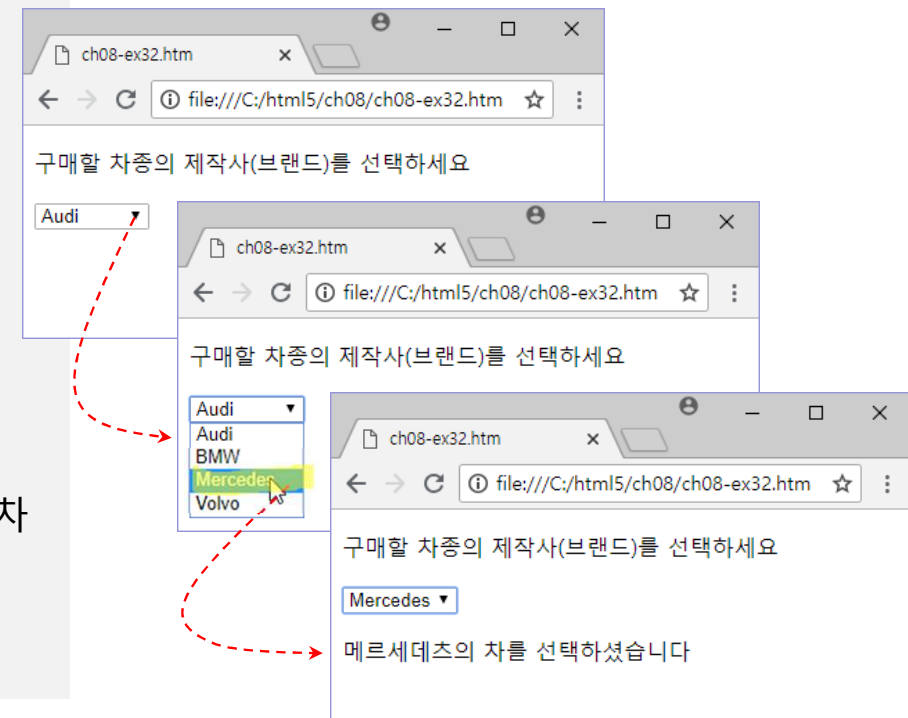 ch08-ex32.htm
file:///C:/html5/ch08/ch08-ex32.htm
구매할 차종의 제작사(브랜드)를 선택하세요
Audi
ch08-ex32.htm
file:///C:/html5/ch08/ch08-ex32.htm
구매할 차종의 제작사(브랜드)를 선택하세요
Audi
Audi
BMW
Mercedes
Volvo
차
ch08-ex32.htm
file:///C:/html5/ch08/ch08-ex32.htm
구매할 차종의 제작사(브랜드)를 선택하세요
Mercedes
메르세데츠의 차를 선택하셨습니다